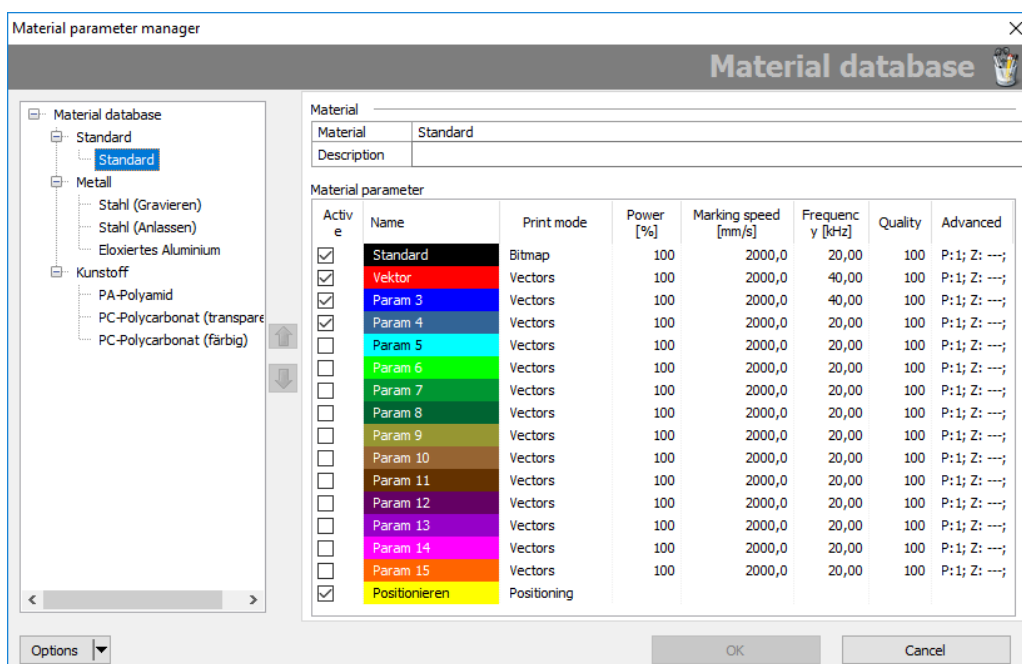 Material parameter manager
Material database
Material database
Standard
Standard
Metall
Stahl (Gravieren)
Stahl (Anlassen)
Eloxiertes Aluminium
Kunstoff
PA-Polyamid
PC-Polycarbonat (transpare
PC-Polycarbonat (färbig)
Material
Material Standard
Description
Material parameter
Activ e Name Print mode Power [%] Marking speed [mm/s] Frequenc y [kHz] Quality Advanced
Standard Bitmap 100 2000,0 20,00 100 P:1; Z: ---;
Vektor Vectors 100 2000,0 40,00 100 P:1; Z: ---;
Param 3 Vectors 100 2000,0 40,00 100 P:1; Z: ---;
Param 4 Vectors 100 2000,0 20,00 100 P:1; Z: ---;
Param 5 Vectors 100 2000,0 20,00 100 P:1; Z: ---;
Param 6 Vectors 100 2000,0 20,00 100 P:1; Z: ---;
Param 7 Vectors 100 2000,0 20,00 100 P:1; Z: ---;
Param 8 Vectors 100 2000,0 20,00 100 P:1; Z: ---;
Param 9 Vectors 100 2000,0 20,00 100 P:1; Z: ---;
Param 10 Vectors 100 2000,0 20,00 100 P:1; Z: ---;
Param 11 Vectors 100 2000,0 20,00 100 P:1; Z: ---;
Param 12 Vectors 100 2000,0 20,00 100 P:1; Z: ---;
Param 13 Vectors 100 2000,0 20,00 100 P:1; Z: ---;
Param 14 Vectors 100 2000,0 20,00 100 P:1; Z: ---;
Param 15 Vectors 100 2000,0 20,00 100 P:1; Z: ---;
Positionieren Positioning
Options OK Cancel